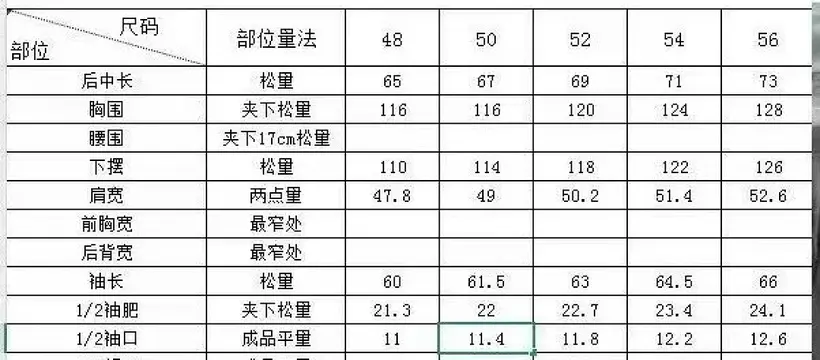 尺码
部位 部位量法 48 50 52 54 56
后中长 松量 65 67 69 71 73
胸围 夹下松量 116 116 120 124 128
腰围 夹下17cm松量
下摆 松量 110 114 118 122 126
肩宽 两点量 47.8 49 50.2 51.4 52.6
前胸宽 最窄处
后背宽 最窄处
袖长 松量 60 61.5 63 64.5 66
1/2袖肥 夹下松量 21.3 22 22.7 23.4 24.1
1/2袖口 成品平量 11 11.4 11.8 12.2 12.6